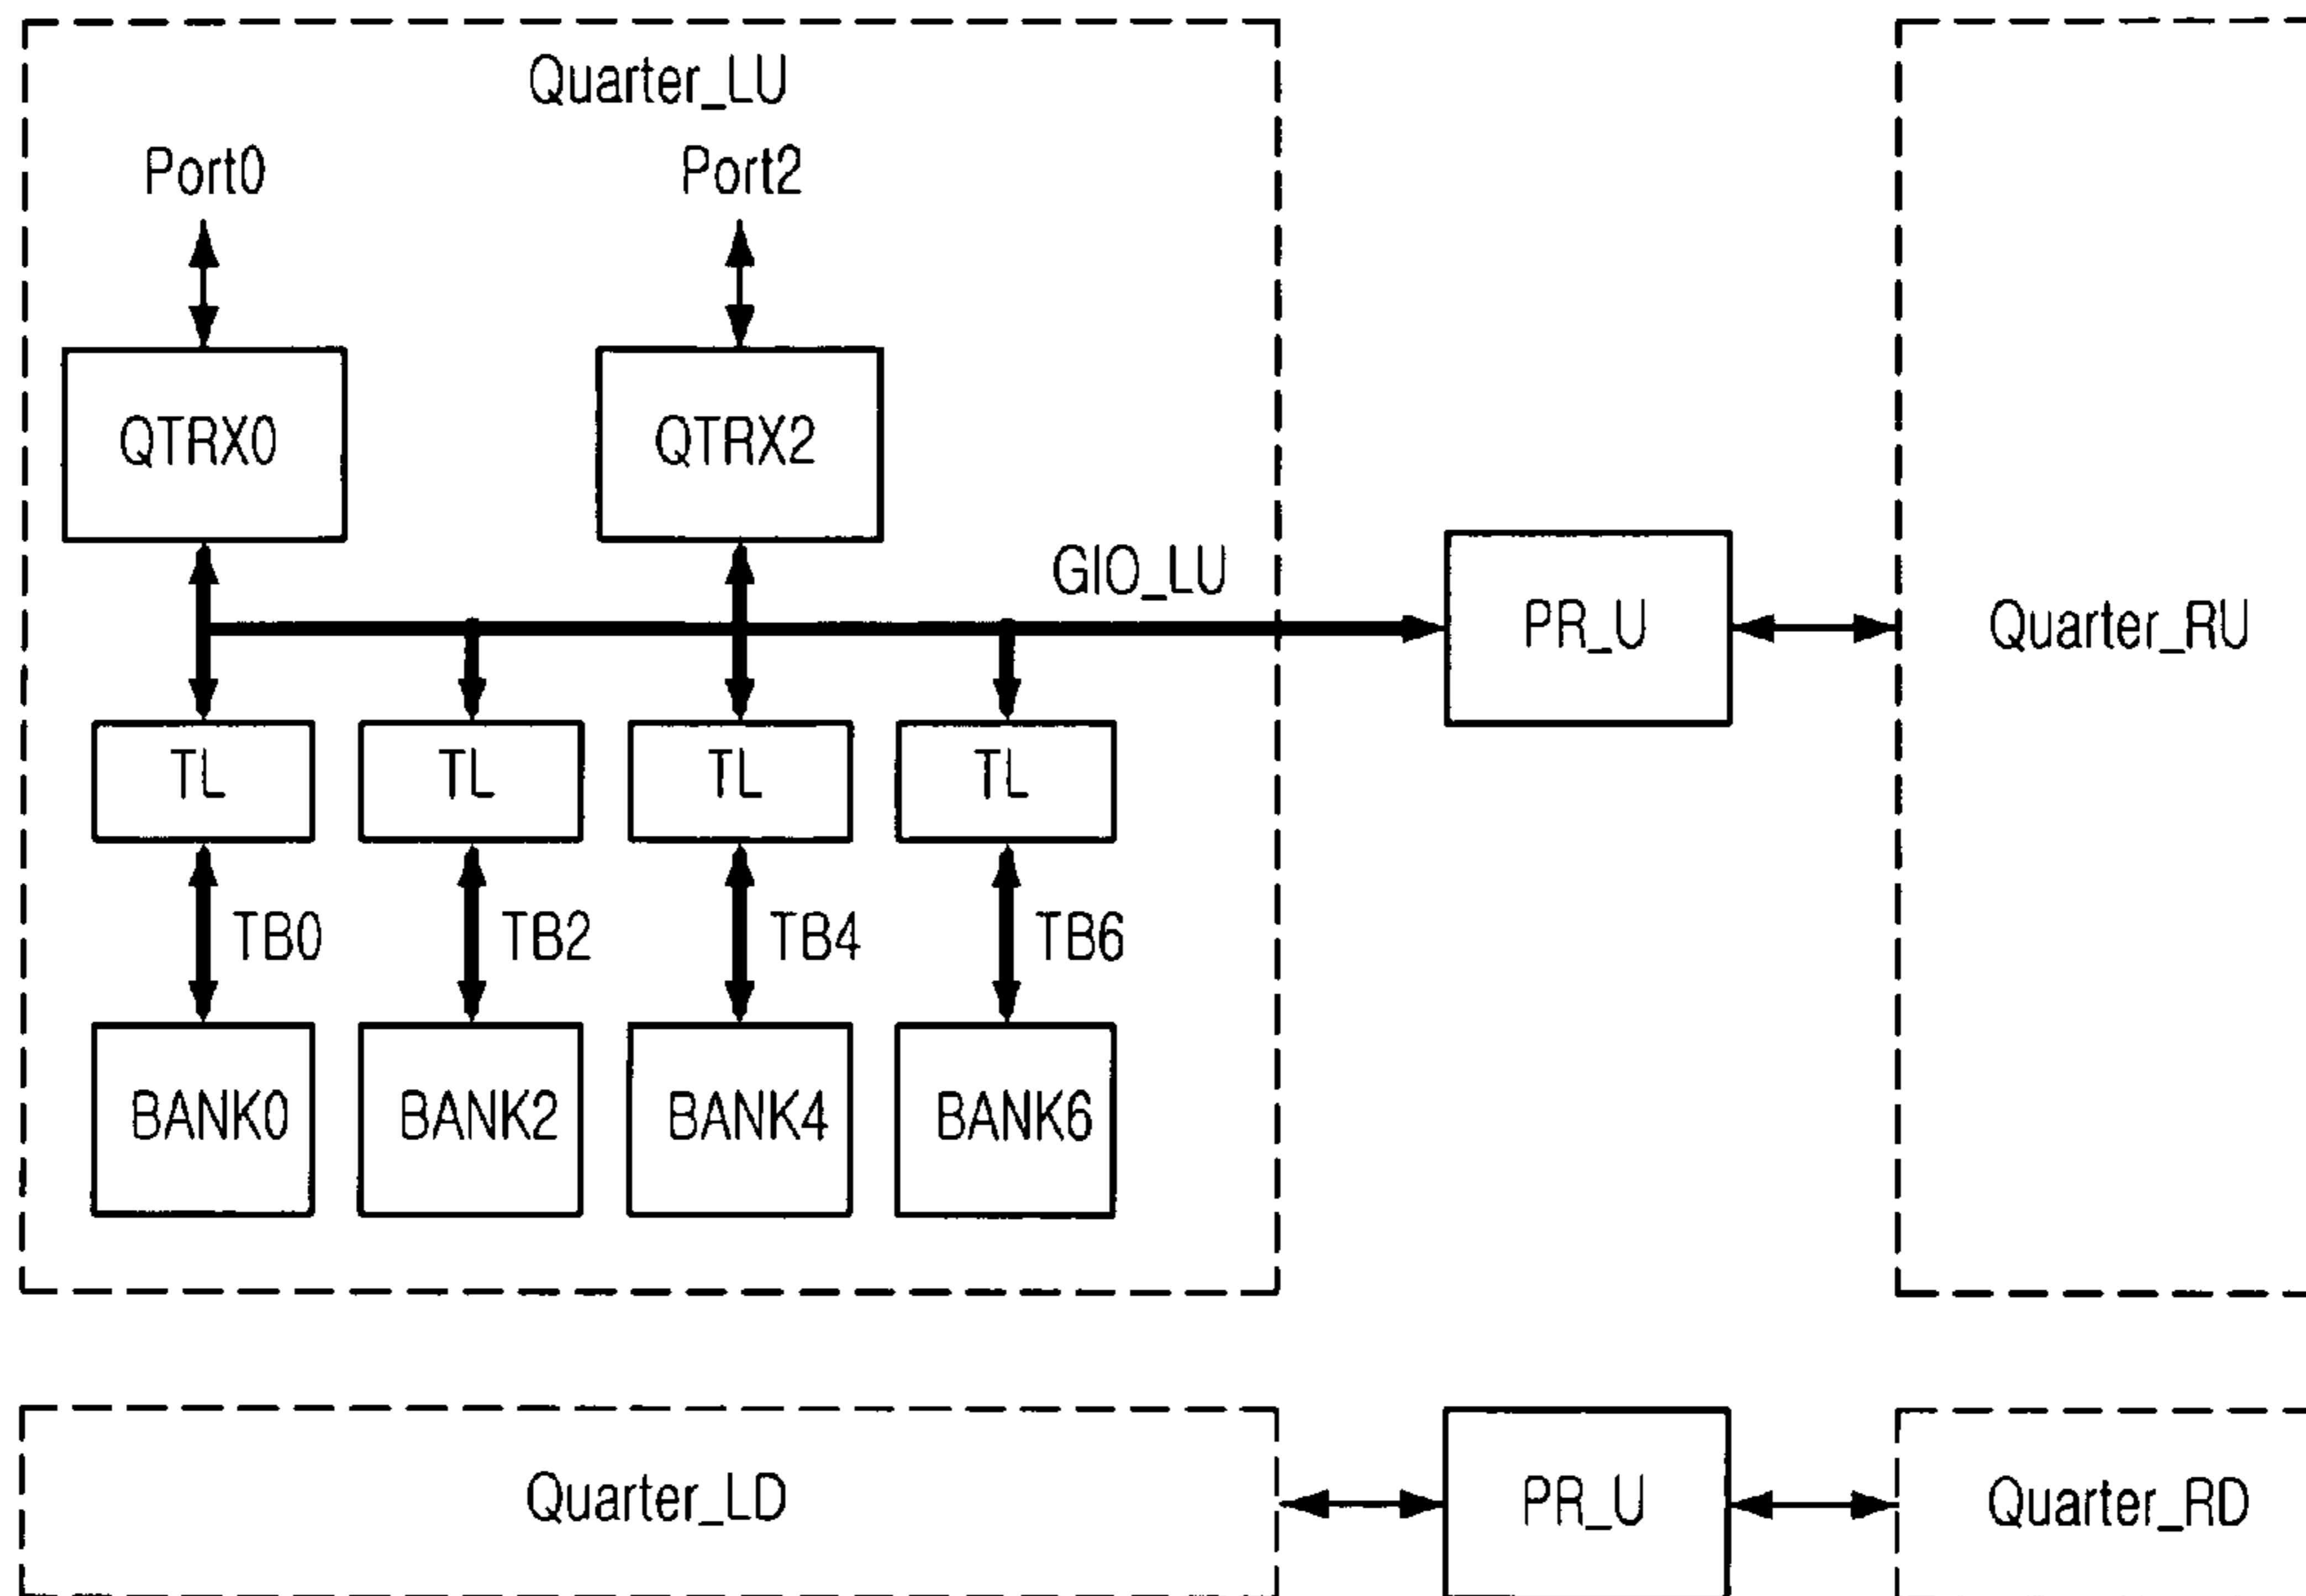 Quarter_LU
Port0 Port2
QTRX0 QTRX2
GIO_LU
PR_U Quarter_RU
TL TL TL TL
TB0 TB2 TB4 TB6
BANK0 BANK2 BANK4 BANK6
Quarter_LD PR_U Quarter_RD